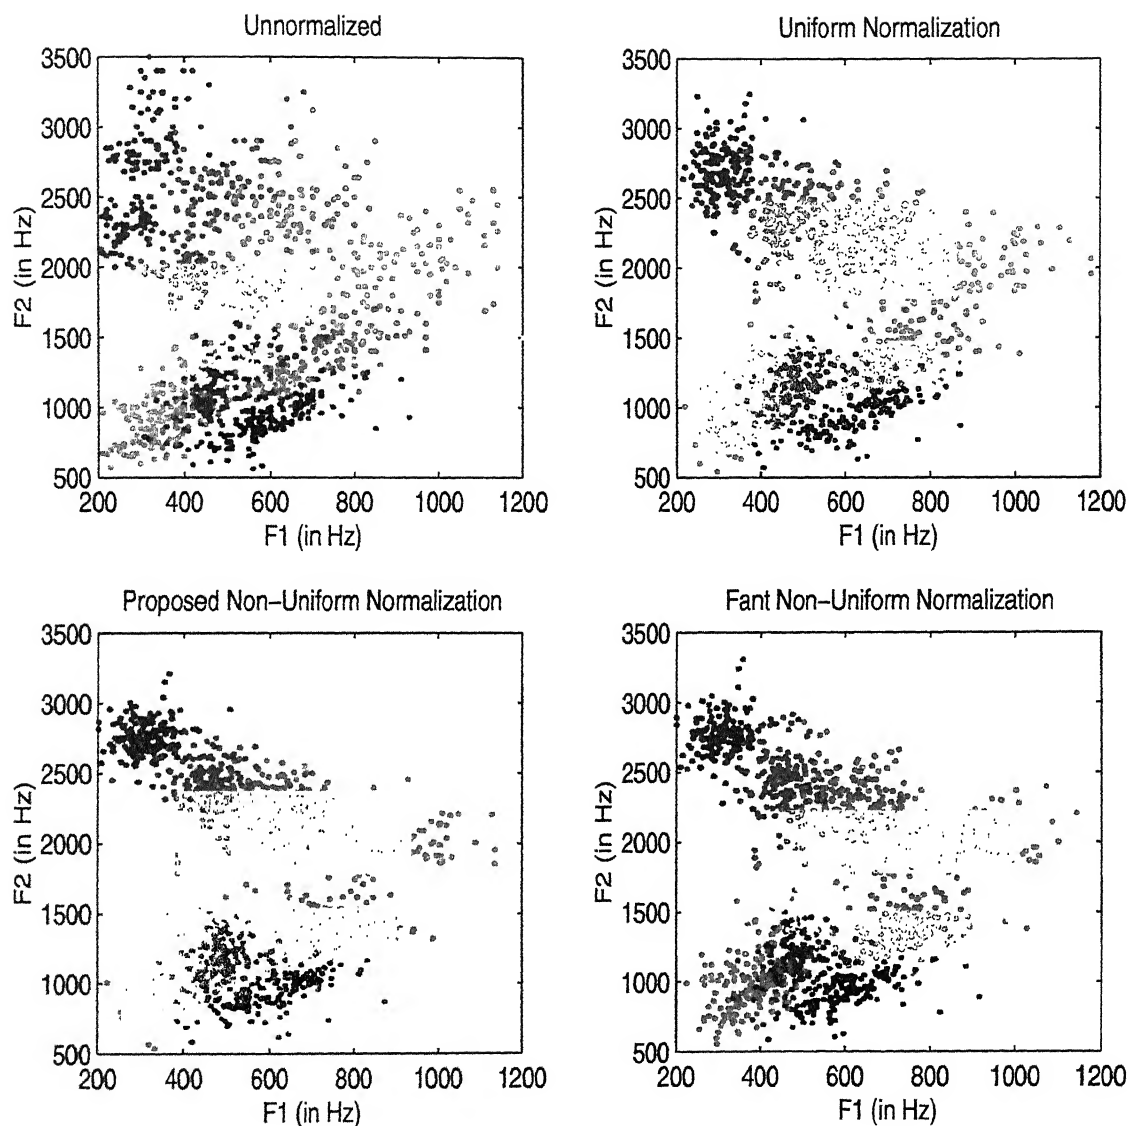 Unnormalized
3500
3000
2500
2000
1500
1000
500
F2 (in Hz)
200 400 600 800 1000 1200
F1 (in Hz)
Uniform Normalization
3500
3000
2500
2000
1500
1000
500
F2 (in Hz)
200 400 600 800 1000 1200
F1 (in Hz)
Proposed Non-Uniform Normalization
3500
3000
2500
2000
1500
1000
500
F2 (in Hz)
200 400 600 800 1000 1200
F1 (in Hz)
Fant Non-Uniform Normalization
3500
3000
2500
2000
1500
1000
500
F2 (in Hz)
200 400 600 800 1000 1200
F1 (in Hz)